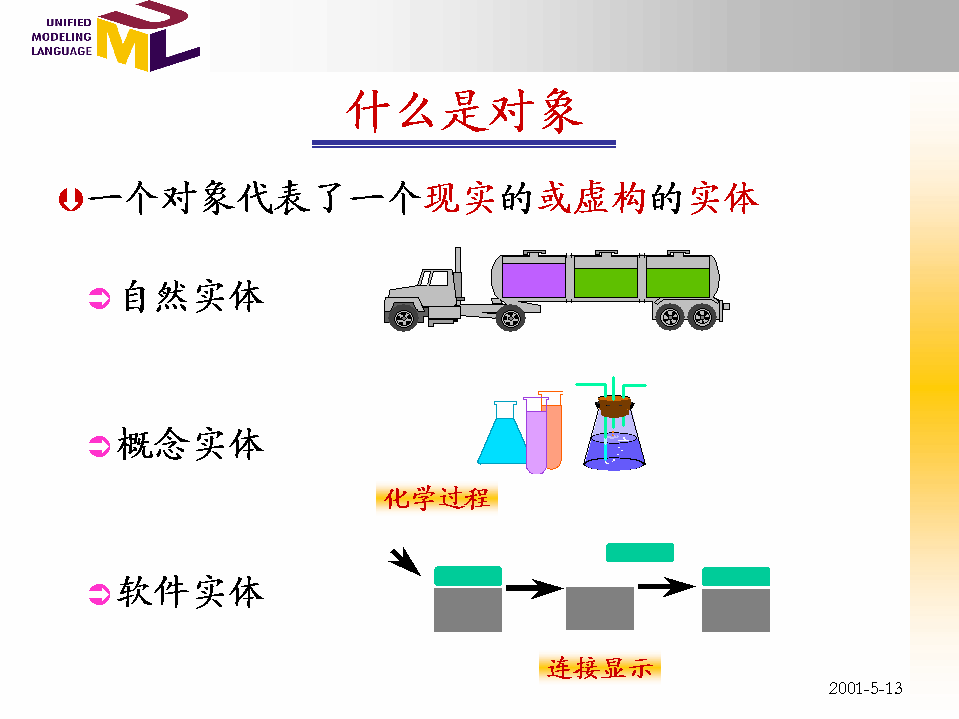 UNIFIED
MODELING
LANGUAGE
UML
什么是对象
一个对象代表了一个现实的或虚构的实体
自然实体
概念实体
化学过程
软件实体
连接显示
2001-5-13